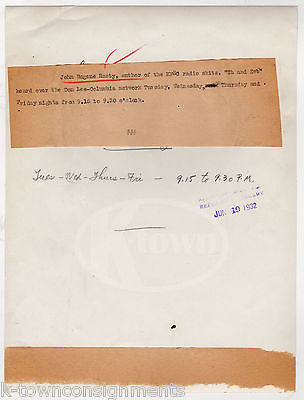 John Eugene Hasty, author of the KFRC radio skits, "Eb and Zeb"
heard over the Don Lee-Columbia network Tuesday, Wednesday, Thursday and
Friday nights from 9.15 to 9.30 o'clock.
Tues - Wed - Thurs - Fri - 9.15 to 9:30 P.M.
JUN 19 1932
K-town
k-townconsignments